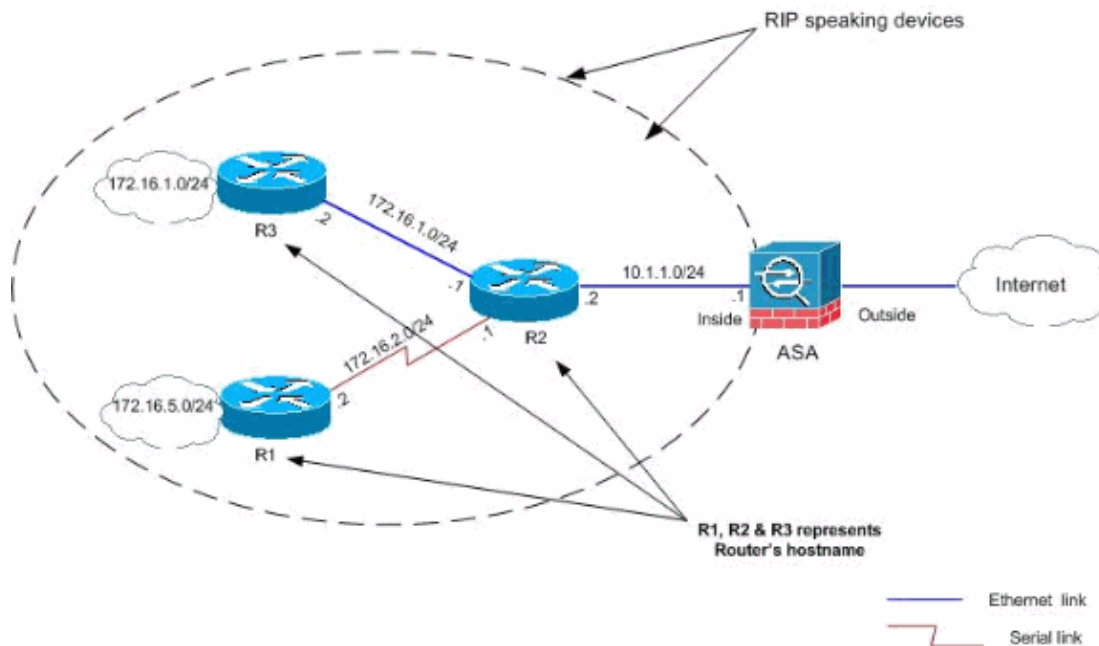 RIP speaking devices
172.16.1.0/24
.2
R3
172.16.1.0/24
.1
10.1.1.0/24
.2
.1
Inside
Outside
Internet
R2
ASA
172.16.2.0/24
.1
172.16.5.0/24
.2
R1
R1, R2 & R3 represents
Router's hostname
Ethernet link
Serial link